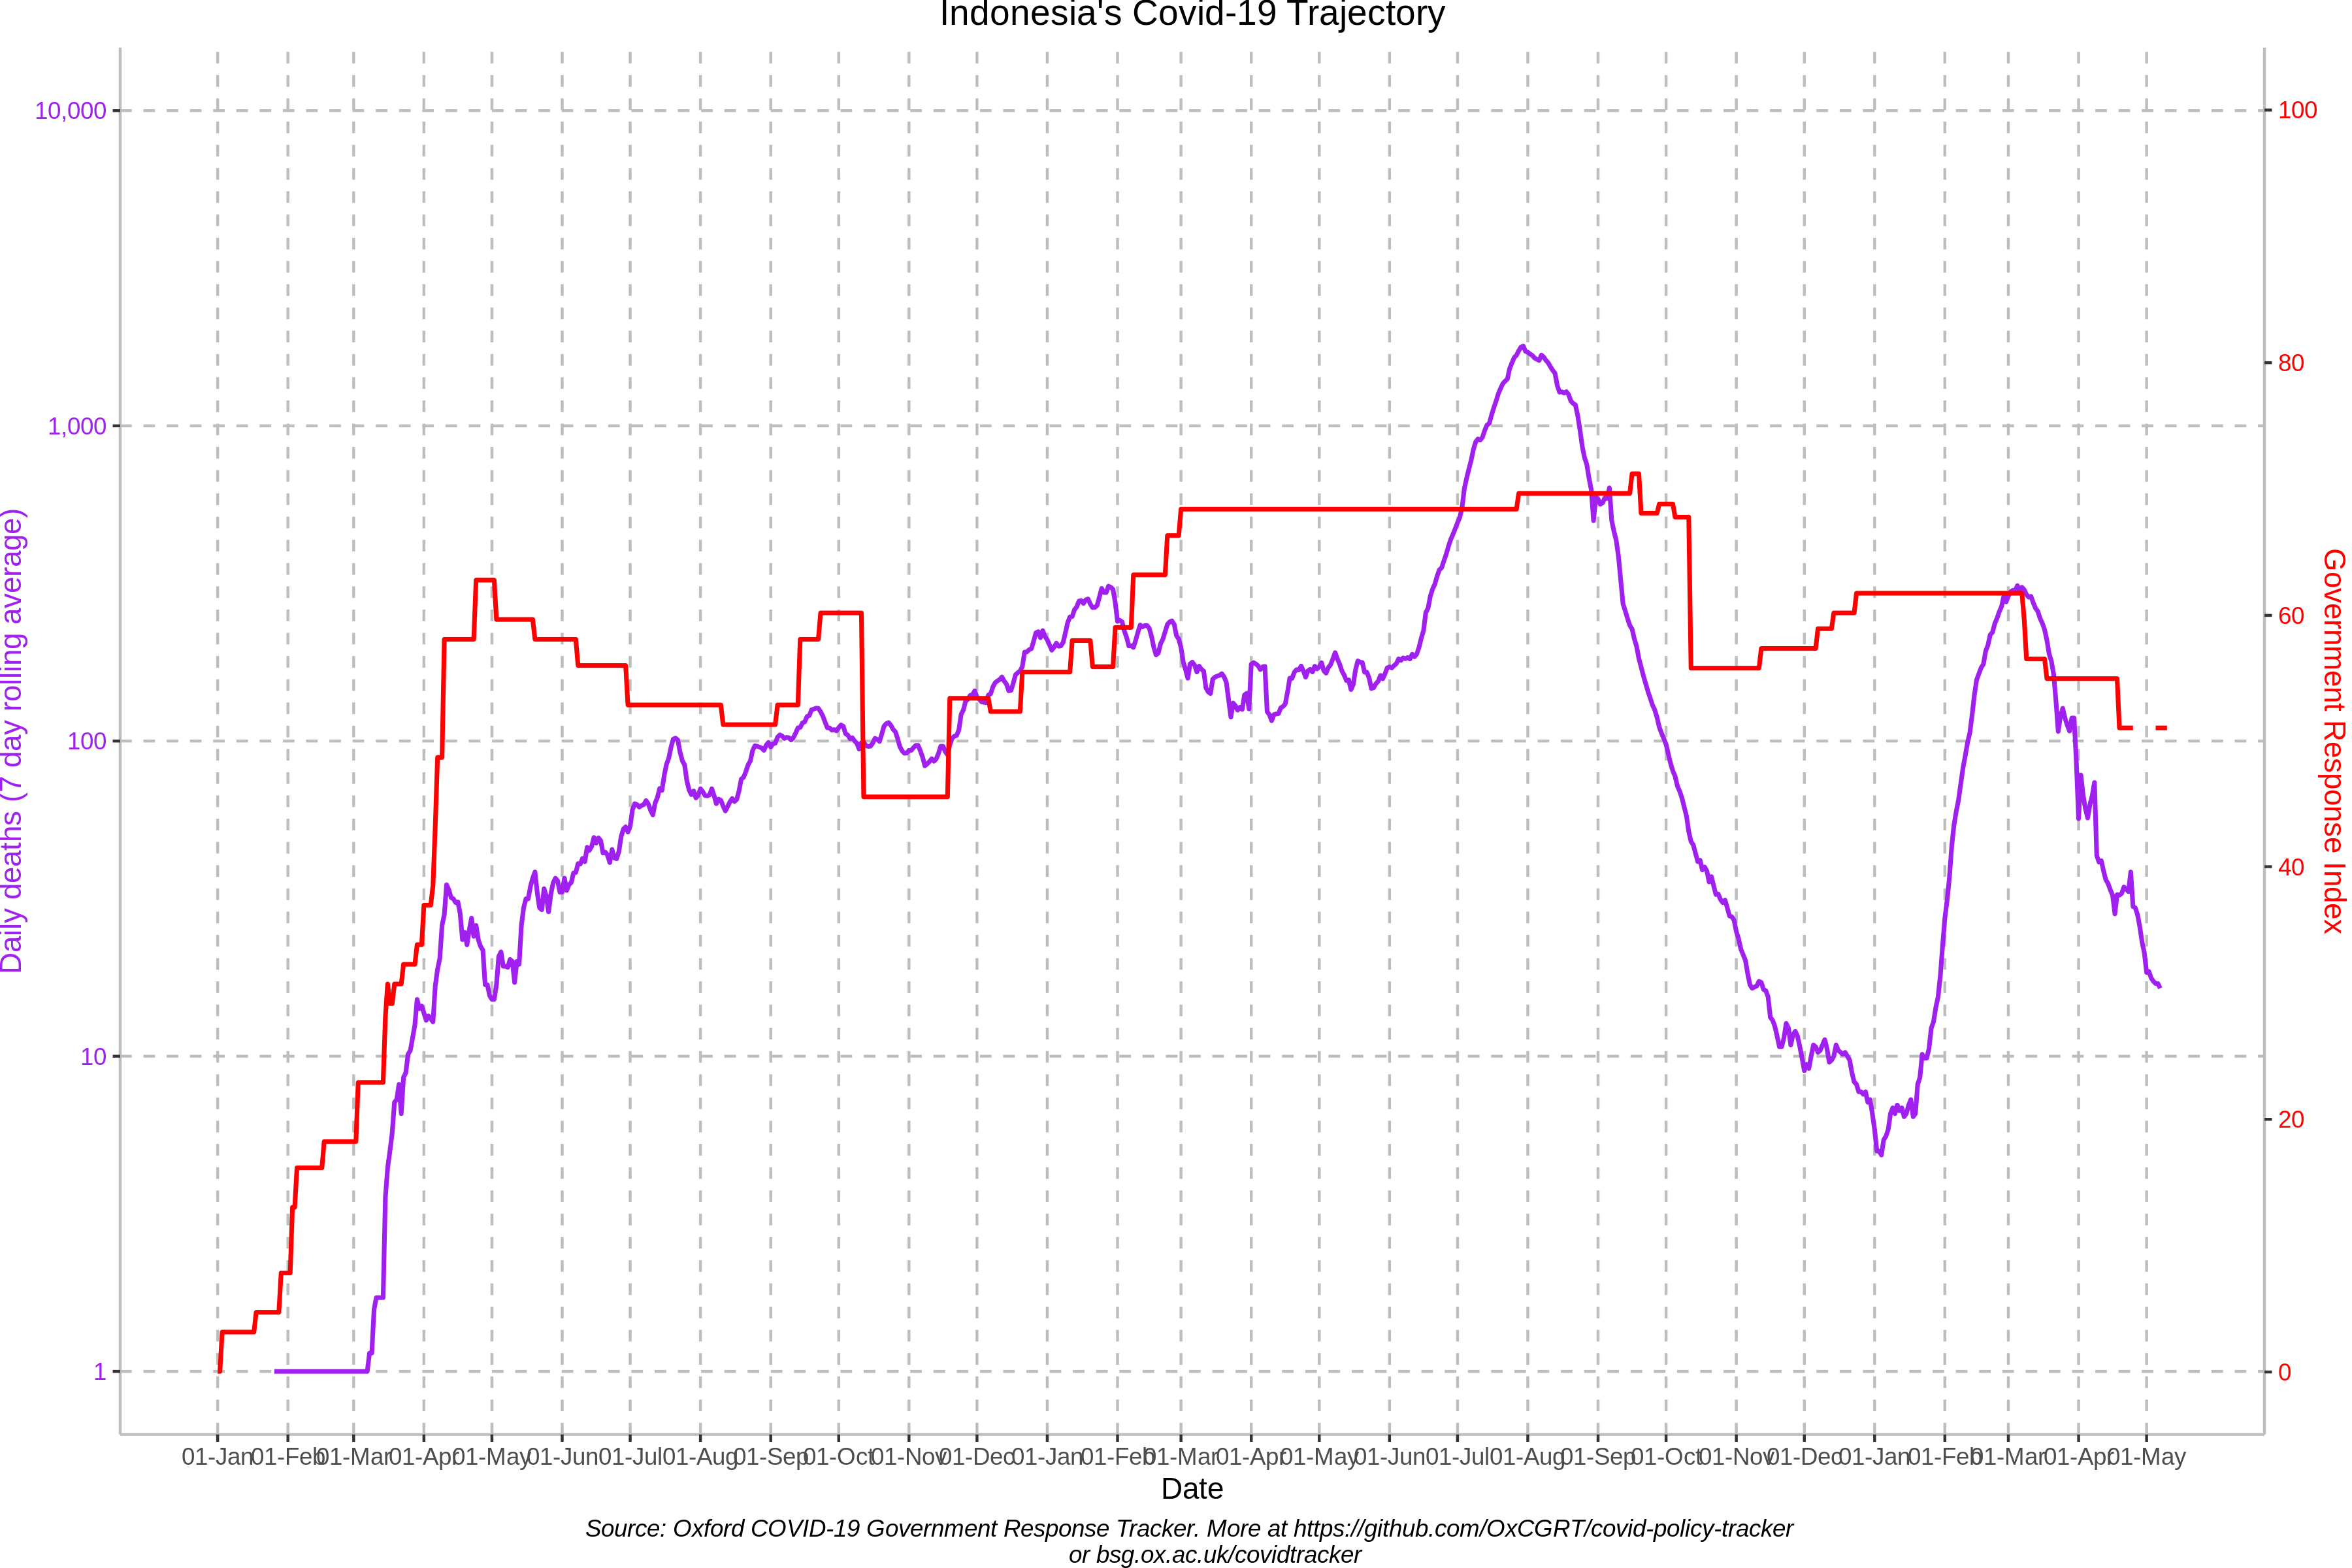 Indonesia's Covid-19 Trajectory
10,000
1,000
100
10
1
Daily deaths (7 day rolling average)
100
80
60
40
20
0
Government Response Index
01-Jan 01-Feb 01-Mar 01-Apr 01-May 01-Jun 01-Jul 01-Aug 01-Sep 01-Oct 01-Nov 01-Dec 01-Jan 01-Feb 01-Mar 01-Apr 01-May 01-Jun 01-Jul 01-Aug 01-Sep 01-Oct 01-Nov 01-Dec 01-Jan 01-Feb 01-Mar 01-Apr 01-May
Date
Source: Oxford COVID-19 Government Response Tracker. More at https://github.com/OxCGRT/covid-policy-tracker
or bsg.ox.ac.uk/covidtracker